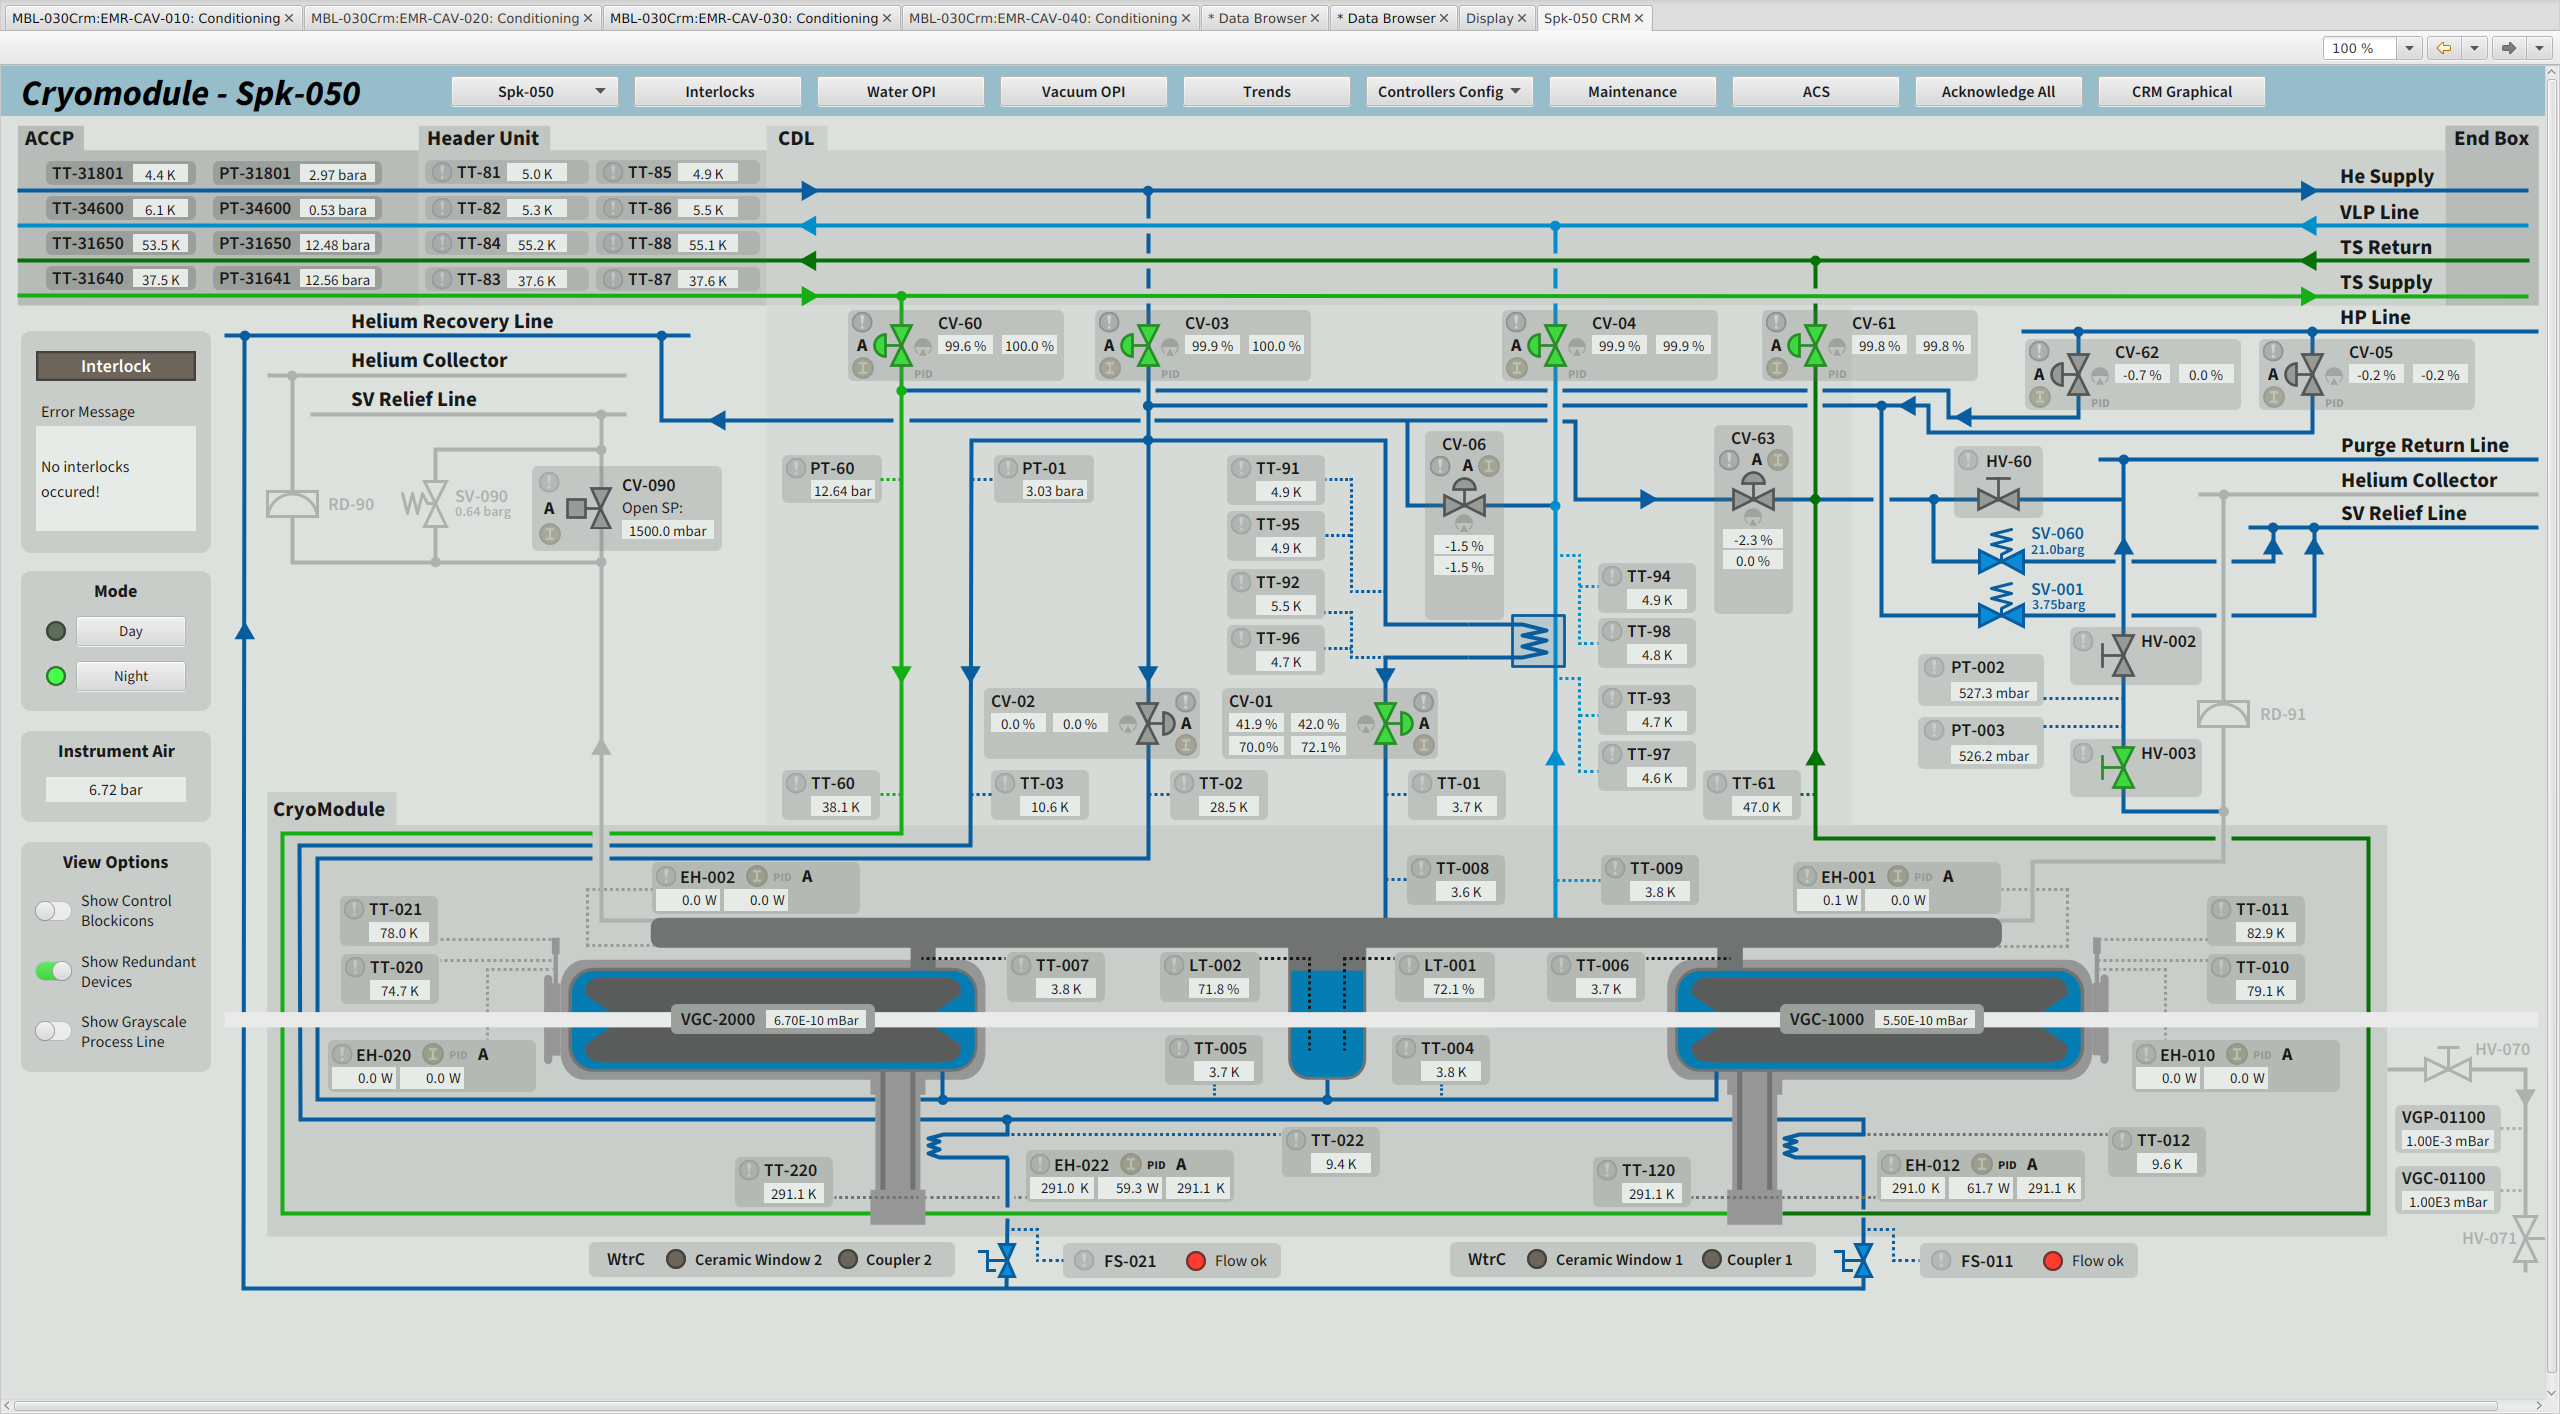 MBL-030Crm:EMR-CAV-010: Conditioning
MBL-030Crm:EMR-CAV-020: Conditioning
MBL-030Crm:EMR-CAV-030: Conditioning
MBL-030Crm:EMR-CAV-040: Conditioning
* Data Browser
* Data Browser
Display
Spk-050 CRM
100 %
Cryomodule - Spk-050
Spk-050
Interlocks
Water OPI
Vacuum OPI
Trends
Controllers Config
Maintenance
ACS
Acknowledge All
CRM Graphical
ACCP
Header Unit
CDL
End Box
TT-31801 4.4 K PT-31801 2.97 bara TT-81 5.0 K TT-85 4.9 K
He Supply
TT-34600 6.1 K PT-34600 0.53 bara TT-82 5.3 K TT-86 5.5 K
VLP Line
TT-31650 53.5 K PT-31650 12.48 bara TT-84 55.2 K TT-88 55.1 K
TS Return
TT-31640 37.5 K PT-31641 12.56 bara TT-83 37.6 K TT-87 37.6 K
TS Supply
Helium Recovery Line
Helium Collector
SV Relief Line
HP Line
CV-60
A 99.6 % 100.0 %
I PID
CV-03
A 99.9 % 100.0 %
I PID
CV-04
A 99.9 % 99.9 %
I PID
CV-61
A 99.8 % 99.8 %
I PID
CV-62
A -0.7 % 0.0 %
I PID
CV-05
A -0.2 % -0.2 %
I PID
Interlock
Error Message
No interlocks
occured!
RD-90
SV-090
0.64 barg
CV-090
A Open SP:
I 1500.0 mbar
PT-60
12.64 bar
PT-01
3.03 bara
TT-91
4.9 K
TT-95
4.9 K
TT-92
5.5 K
TT-96
4.7 K
CV-06
A I
-1.5 %
-1.5 %
CV-63
A I
-2.3 %
0.0 %
TT-94
4.9 K
TT-98
4.8 K
TT-93
4.7 K
TT-97
4.6 K
Purge Return Line
Helium Collector
SV Relief Line
HV-60
SV-060
21.0barg
SV-001
3.75barg
HV-002
PT-002
527.3 mbar
PT-003
526.2 mbar
HV-003
RD-91
Mode
Day
Night
Instrument Air
6.72 bar
View Options
Show Control
Blockicons
Show Redundant
Devices
Show Grayscale
Process Line
CV-02
0.0 % 0.0 % A
I
CV-01
41.9 % 42.0 % A
70.0% 72.1% I
TT-60
38.1 K
TT-03
10.6 K
TT-02
28.5 K
TT-01
3.7 K
TT-61
47.0 K
CryoModule
EH-002 I PID A
0.0 W 0.0 W
TT-008
3.6 K
TT-009
3.8 K
EH-001 I PID A
0.1 W 0.0 W
TT-021
78.0 K
TT-020
74.7 K
TT-007
3.8 K
LT-002
71.8 %
LT-001
72.1 %
TT-006
3.7 K
TT-011
82.9 K
TT-010
79.1 K
VGC-2000 6.70E-10 mBar
VGC-1000 5.50E-10 mBar
EH-020 I PID A
0.0 W 0.0 W
TT-005
3.7 K
TT-004
3.8 K
EH-010 I PID A
0.0 W 0.0 W
HV-070
VGP-01100
1.00E-3 mBar
VGC-01100
1.00E3 mBar
HV-071
TT-220
291.1 K
EH-022 I PID A
291.0 K 59.3 W 291.1 K
TT-022
9.4 K
TT-120
291.1 K
EH-012 I PID A
291.0 K 61.7 W 291.1 K
TT-012
9.6 K
WtrC Ceramic Window 2 Coupler 2
FS-021 Flow ok
WtrC Ceramic Window 1 Coupler 1
FS-011 Flow ok